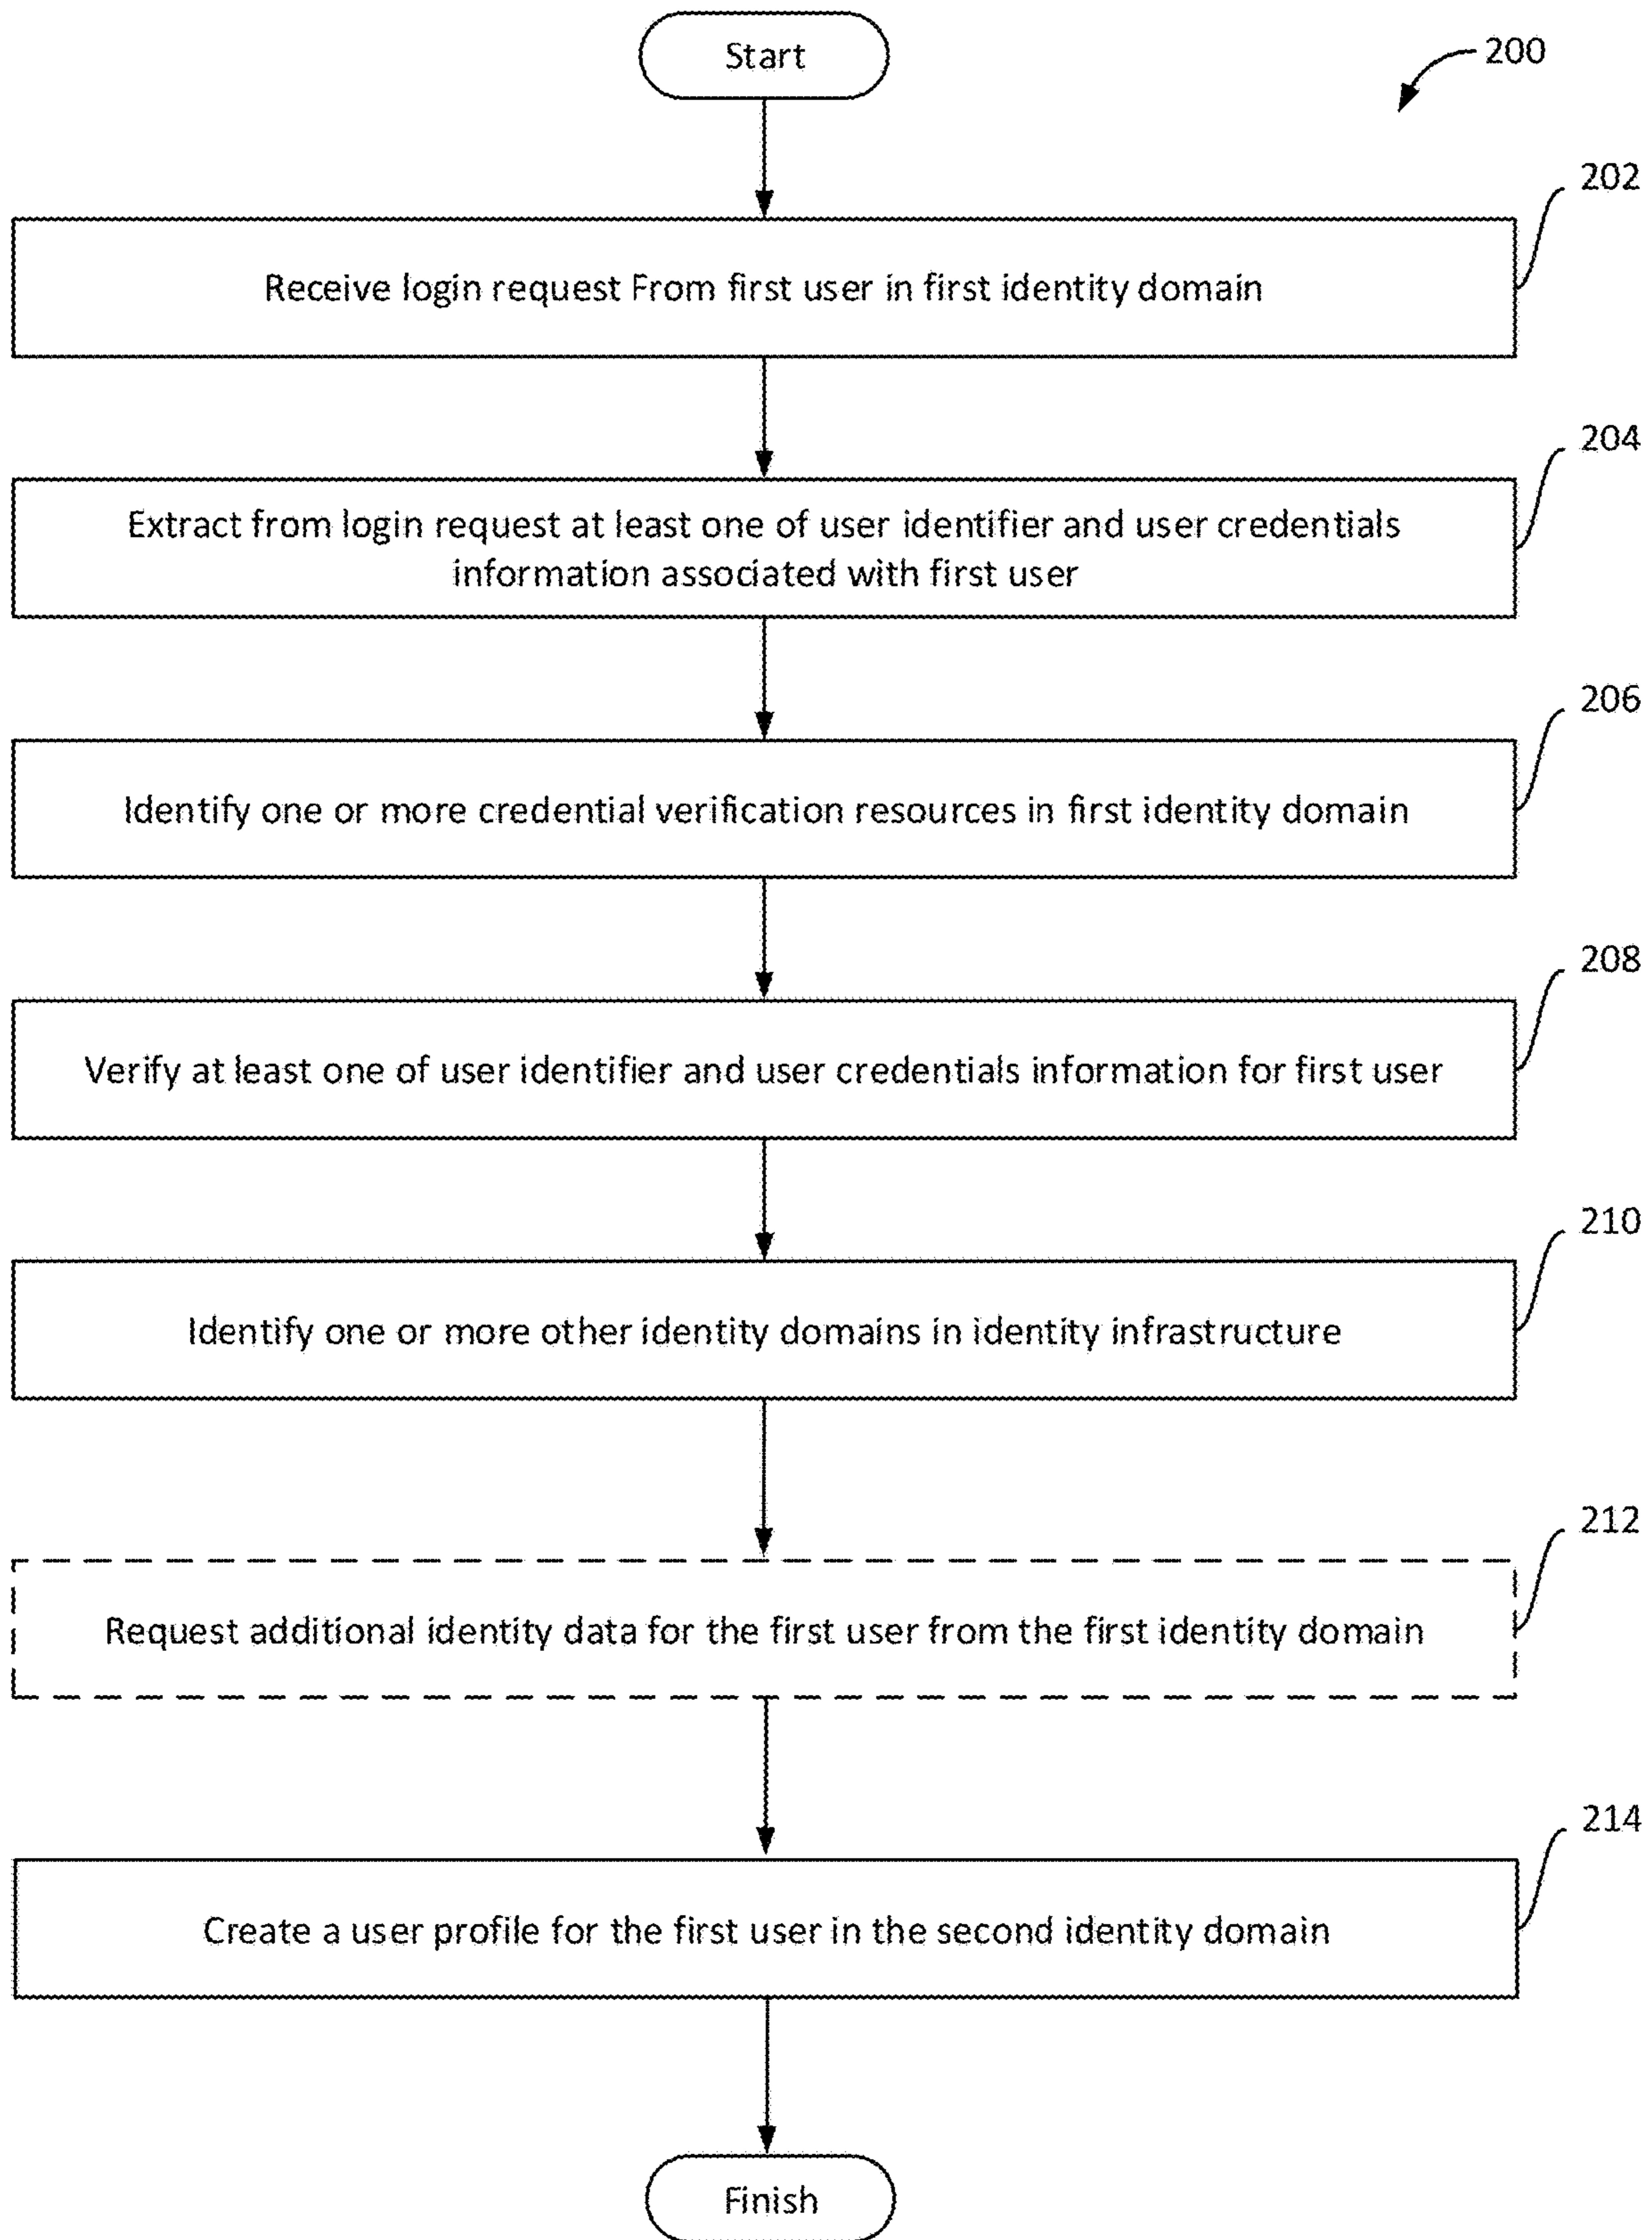 Start
200
202
Receive login request From first user in first identity domain
204
Extract from login request at least one of user identifier and user credentials
information associated with first user
206
Identify one or more credential verification resources in first identity domain
208
Verify at least one of user identifier and user credentials information for first user
210
Identify one or more other identity domains in identity infrastructure
212
Request additional identity data for the first user from the first identity domain
214
Create a user profile for the first user in the second identity domain
Finish